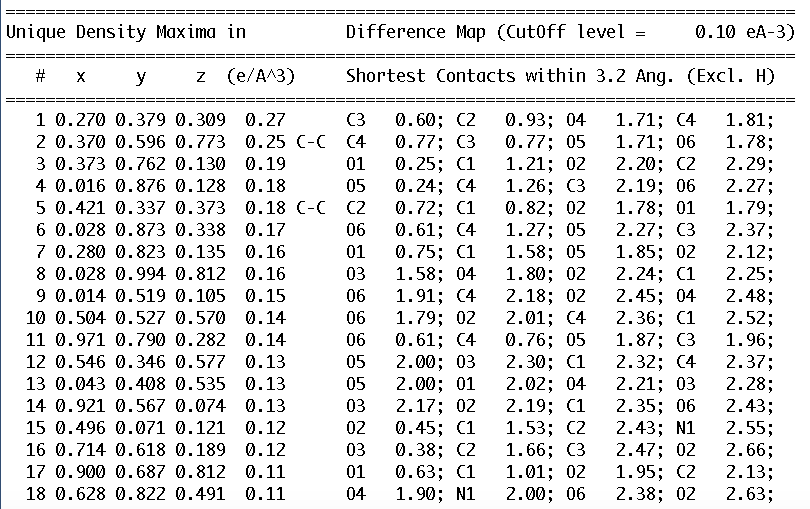 Unique Density Maxima in Difference Map (CutOff level = 0.10 eA-3)
# x y z (e/A^3) Shortest Contacts within 3.2 Ang. (Excl. H)
1 0.270 0.379 0.309 0.27 C3 0.60; C2 0.93; O4 1.71; C4 1.81;
2 0.370 0.596 0.773 0.25 C-C C4 0.77; C3 0.77; O5 1.71; O6 1.78;
3 0.373 0.762 0.130 0.19 O1 0.25; C1 1.21; O2 2.20; C2 2.29;
4 0.016 0.876 0.128 0.18 O5 0.24; C4 1.26; C3 2.19; O6 2.27;
5 0.421 0.337 0.373 0.18 C-C C2 0.72; C1 0.82; O2 1.78; O1 1.79;
6 0.028 0.873 0.338 0.17 O6 0.61; C4 1.27; O5 2.27; C3 2.37;
7 0.280 0.823 0.135 0.16 O1 0.75; C1 1.58; O5 1.85; O2 2.12;
8 0.028 0.994 0.812 0.16 O3 1.58; O4 1.80; O2 2.24; C1 2.25;
9 0.014 0.519 0.105 0.15 O6 1.91; C4 2.18; O2 2.45; O4 2.48;
10 0.504 0.527 0.570 0.14 O6 1.79; O2 2.01; C4 2.36; C1 2.52;
11 0.971 0.790 0.282 0.14 O6 0.61; C4 0.76; O5 1.87; C3 1.96;
12 0.546 0.346 0.577 0.13 O5 2.00; O3 2.30; C1 2.32; C4 2.37;
13 0.043 0.408 0.535 0.13 O5 2.00; O1 2.02; O4 2.21; O3 2.28;
14 0.921 0.567 0.074 0.13 O3 2.17; O2 2.19; C1 2.35; O6 2.43;
15 0.496 0.071 0.121 0.12 O2 0.45; C1 1.53; C2 2.43; N1 2.55;
16 0.714 0.618 0.189 0.12 O3 0.38; C2 1.66; C3 2.47; O2 2.66;
17 0.900 0.687 0.812 0.11 O1 0.63; C1 1.01; O2 1.95; C2 2.13;
18 0.628 0.822 0.491 0.11 O4 1.90; N1 2.00; O6 2.38; O2 2.63;